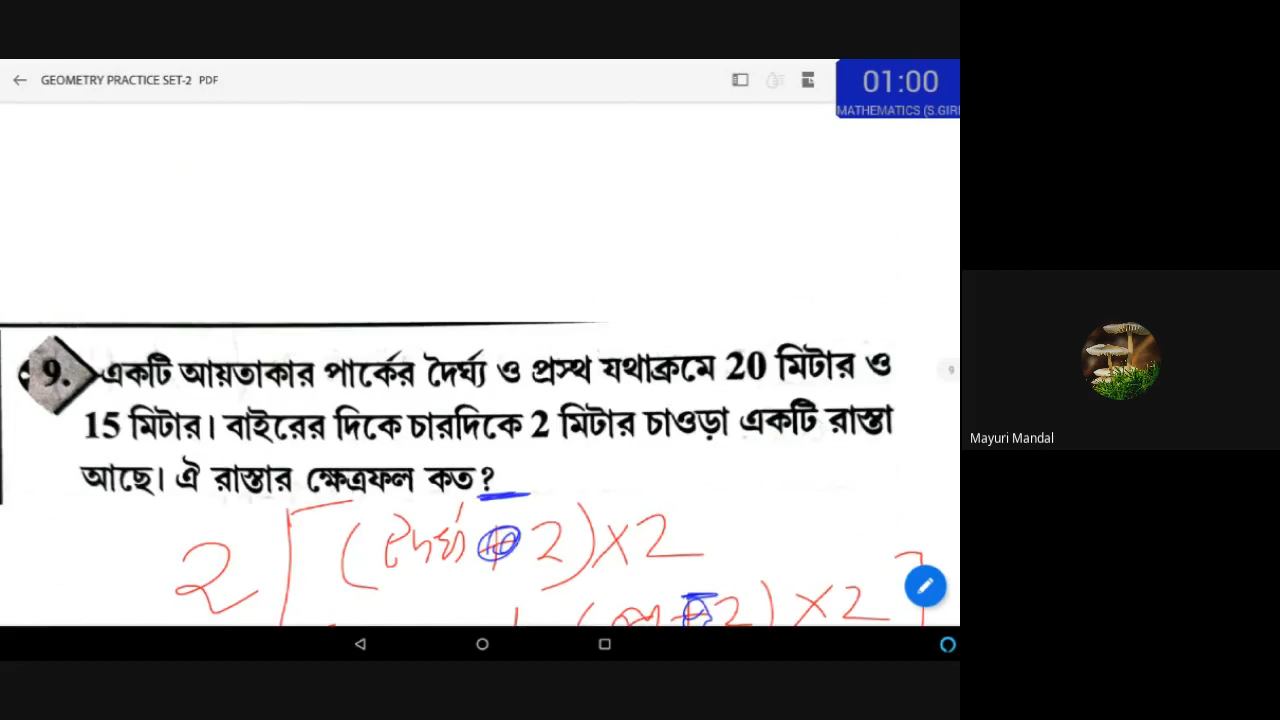 GEOMETRY PRACTICE SET-2 PDF
01:00
MATHEMATICS (S.GIRI
9. একটি আয়তাকার পার্কের দৈর্ঘ্য ও প্রস্থ যথাক্রমে 20 মিটার ও
15 মিটার। বাইরের দিকে চারদিকে 2 মিটার চাওড়া একটি রাস্তা
আছে। ঐ রাস্তার ক্ষেত্রফল কত?
9
2 [ (দৈর্ঘ্য + 2) × 2
2) × 2 ]
Mayuri Mandal